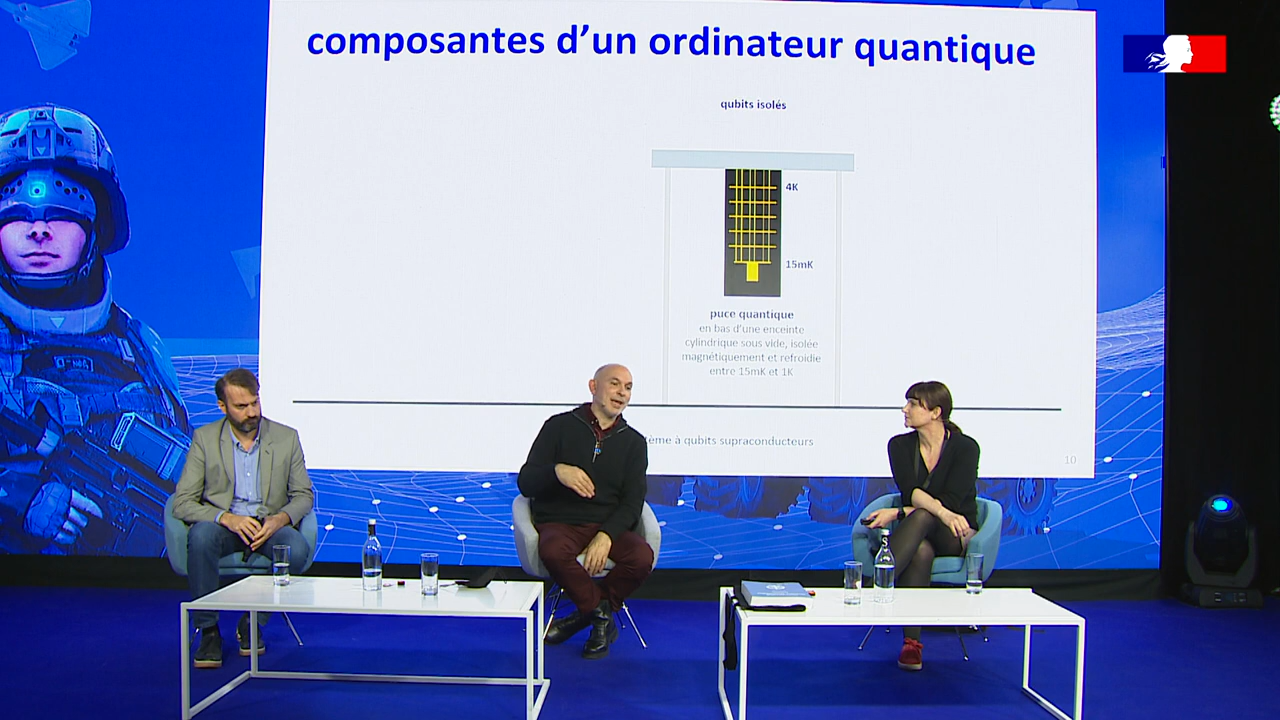 composantes d'un ordinateur quantique
qubits isolés
4K
15mK
puce quantique
en bas d'une enceinte
cylindrique sous vide, isolée
magnétiquement et refroidie
entre 15mK et 1K
à qubits supraconducteurs
10
S